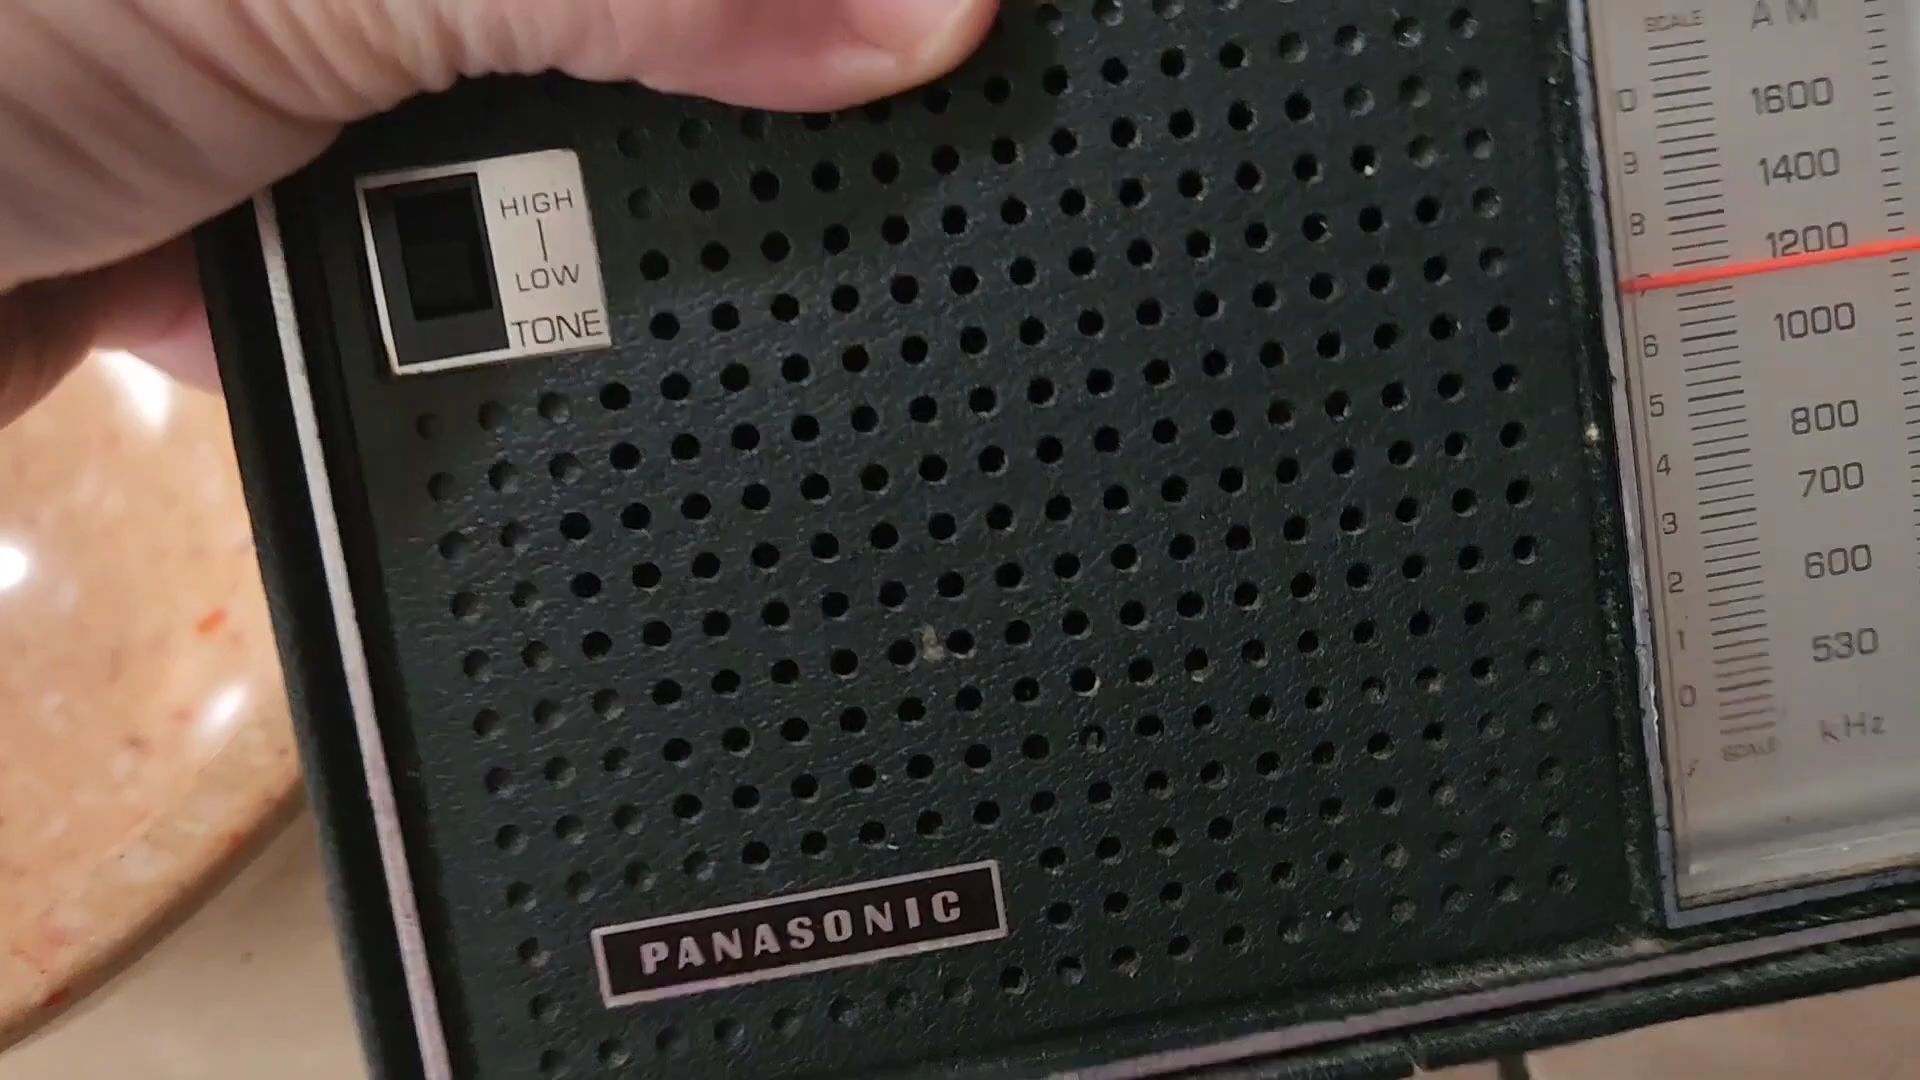 HIGH
LOW
TONE
PANASONIC
SCALE
AM
0 1600
9 1400
8 1200
6 1000
5 800
4 700
3 600
2
1 530
0
SCALE kHz